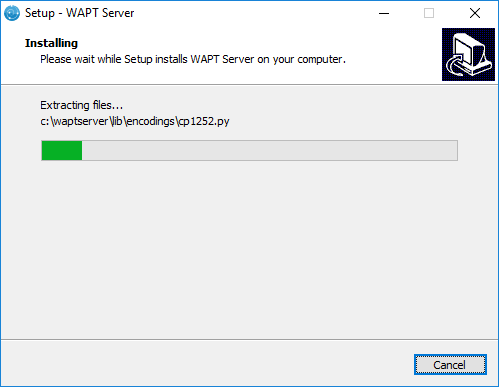 Setup - WAPT Server
Installing
Please wait while Setup installs WAPT Server on your computer.
Extracting files...
c:\waptserver\lib\encodings\cp1252.py
Cancel